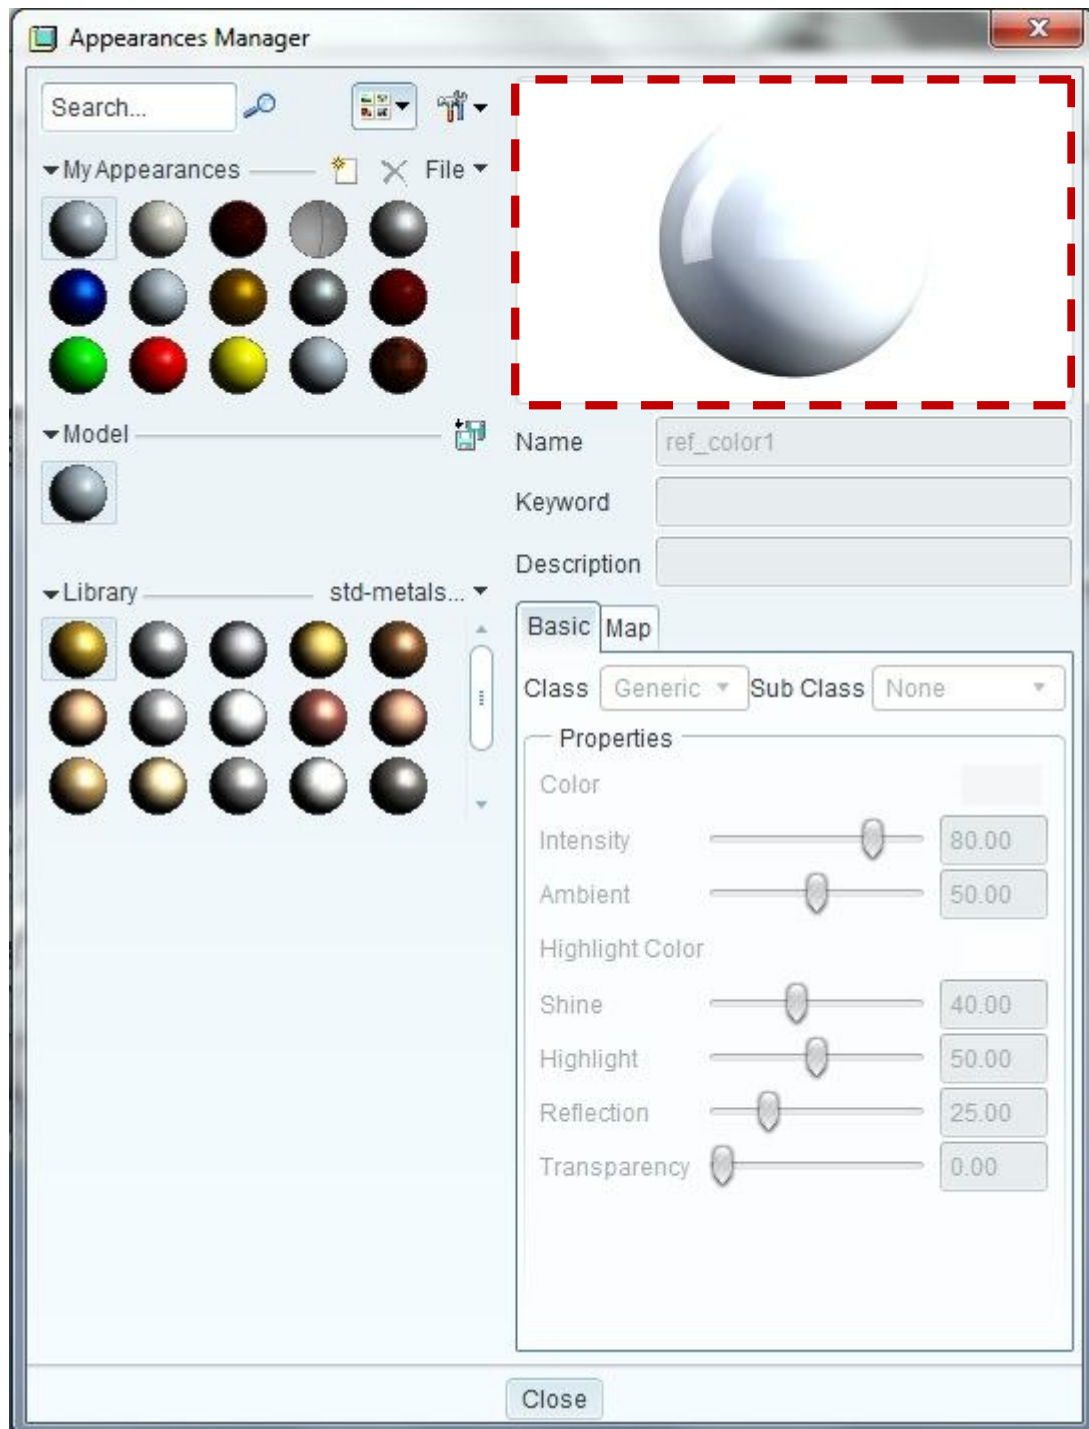 Appearances Manager
Search...
My Appearances File
Model
Library std-metals...
Name ref_color1
Keyword
Description
Basic Map
Class Generic Sub Class None
Properties
Color
Intensity 80.00
Ambient 50.00
Highlight Color
Shine 40.00
Highlight 50.00
Reflection 25.00
Transparency 0.00
Close